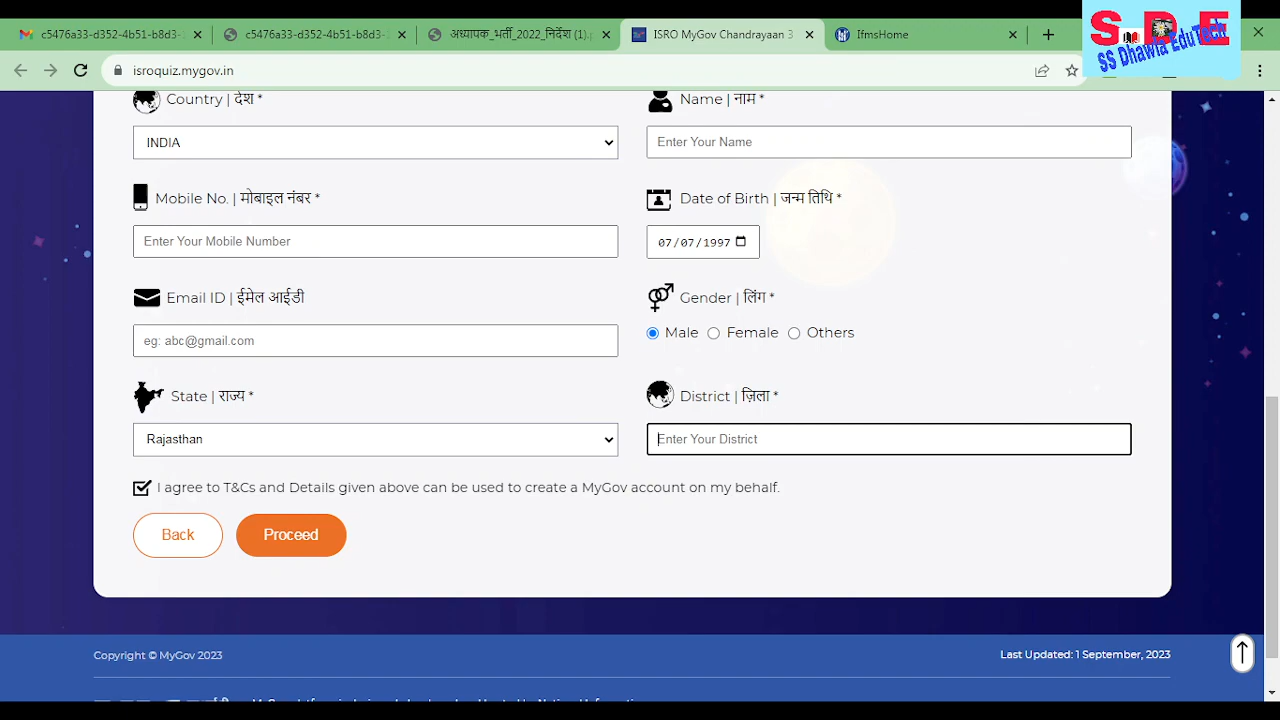 c5476a33-d352-4b51-b8d3-
c5476a33-d352-4b51-b8d3-
अध्यापक_भर्ती_2022_निर्देश (1).p
ISRO MyGov Chandrayaan 3
IfmsHome
S D E
SS Dhawla EduTech
isroquiz.mygov.in
Country | देश *
Name | नाम *
INDIA
Enter Your Name
Mobile No. | मोबाइल नंबर *
Date of Birth | जन्म तिथि *
Enter Your Mobile Number
07/07/1997
Email ID | ईमेल आईडी
Gender | लिंग *
eg: abc@gmail.com
Male Female Others
State | राज्य *
District | ज़िला *
Rajasthan
Enter Your District
I agree to T&Cs and Details given above can be used to create a MyGov account on my behalf.
Back
Proceed
Copyright © MyGov 2023
Last Updated: 1 September, 2023